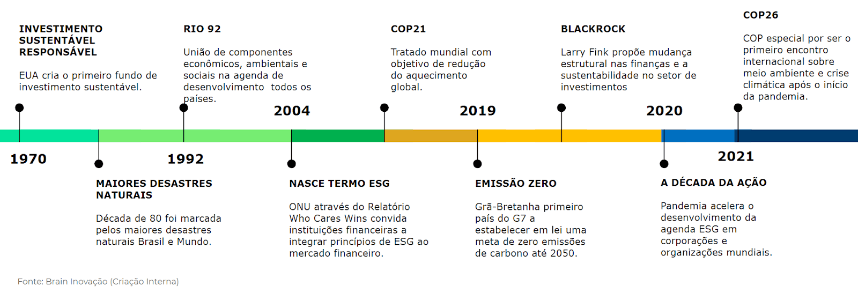 INVESTIMENTO
SUSTENTÁVEL
RESPONSÁVEL
EUA cria o primeiro fundo de
investimento sustentável.
RIO 92
União de componentes
econômicos, ambientais e
sociais na agenda de
desenvolvimento todos os
países.
COP21
Tratado mundial com
objetivo de redução
do aquecimento
global.
BLACKROCK
Larry Fink propõe mudança
estrutural nas finanças e a
sustentabilidade no setor de
investimentos
COP26
COP especial por ser o
primeiro encontro
internacional sobre
meio ambiente e crise
climática após o início
da pandemia.
2004
2019
2020
1970
1992
2021
MAIORES DESASTRES
NATURAIS
Década de 80 foi marcada
pelos maiores desastres
naturais Brasil e Mundo.
NASCE TERMO ESG
ONU através do Relatório
Who Cares Wins convida
instituições financeiras a
integrar princípios de ESG ao
mercado financeiro.
EMISSÃO ZERO
Grã-Bretanha primeiro
país do G7 a
estabelecer em lei uma
meta de zero emissões
de carbono até 2050.
A DÉCADA DA AÇÃO
Pandemia acelera o
desenvolvimento da
agenda ESG em
corporações e
organizações mundiais.
Fonte: Brain Inovação (Criação Interna)